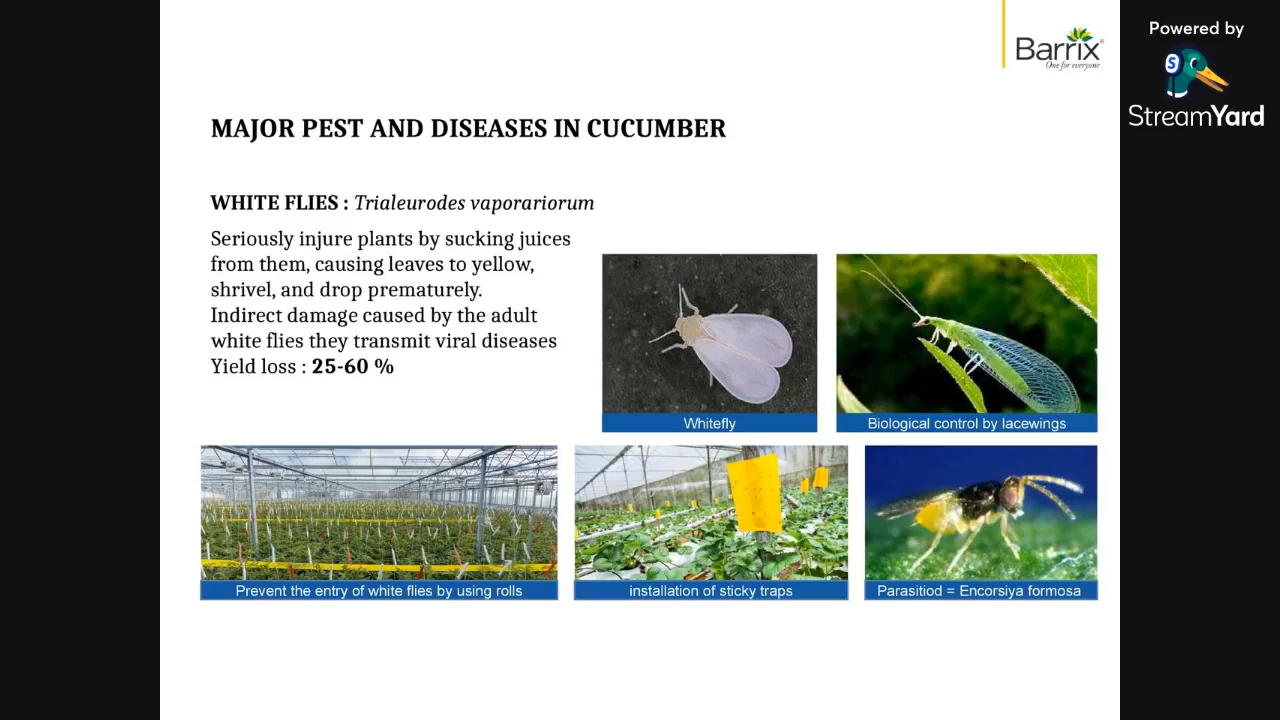 Barrix
One for everyone
Powered by
StreamYard
MAJOR PEST AND DISEASES IN CUCUMBER
WHITE FLIES : Trialeurodes vaporariorum
Seriously injure plants by sucking juices
from them, causing leaves to yellow,
shrivel, and drop prematurely.
Indirect damage caused by the adult
white flies they transmit viral diseases
Yield loss : 25-60 %
Whitefly
Biological control by lacewings
Prevent the entry of white flies by using rolls
installation of sticky traps
Parasitiod = Encorsiya formosa